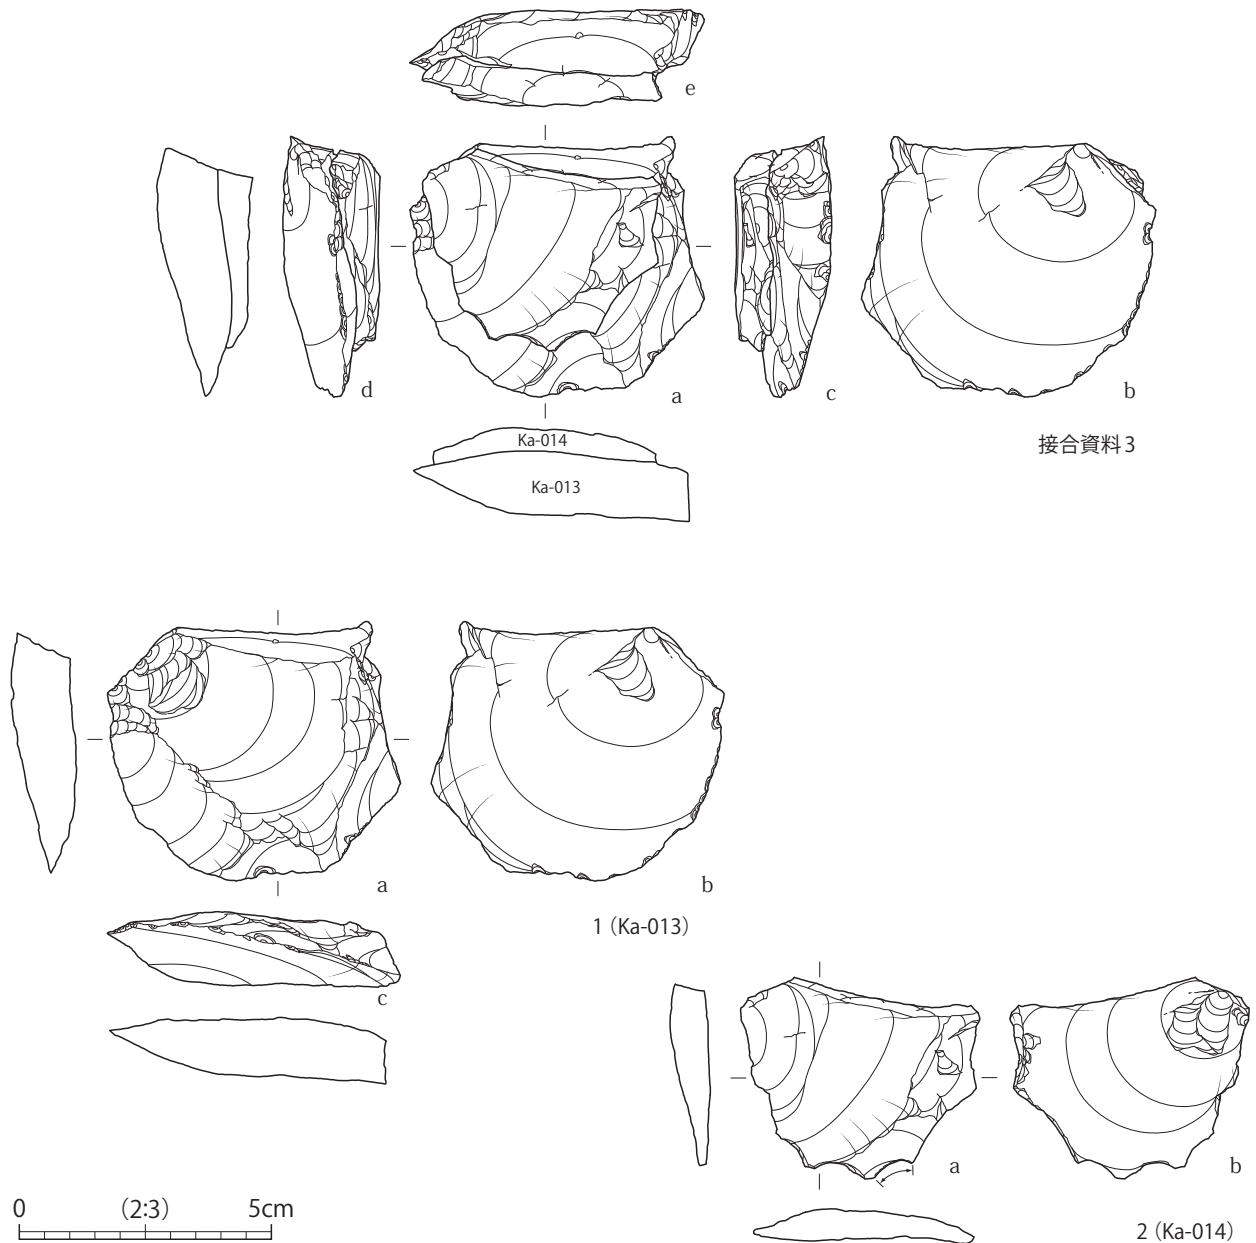 e
d
a
c
b
接合資料3
Ka-014
Ka-013
a
b
1（Ka-013）
c
a
b
2（Ka-014）
0 （2:3） 5cm